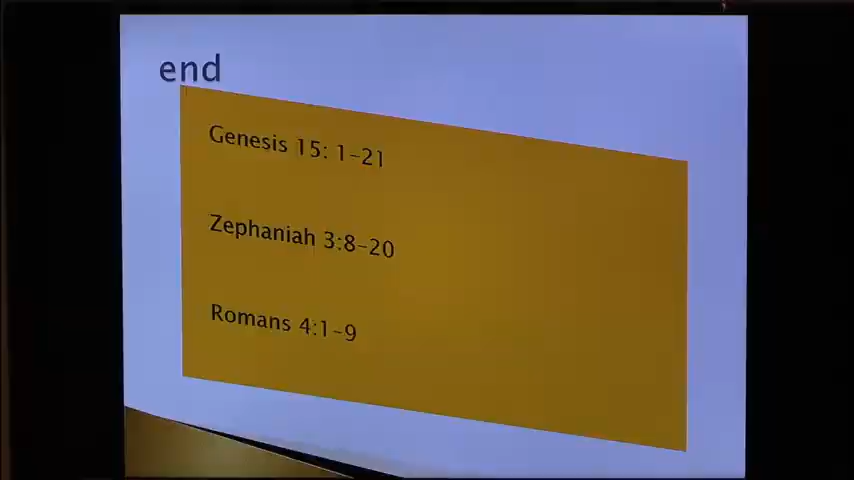 end
Genesis 15: 1-21
Zephaniah 3:8-20
Romans 4:1-9